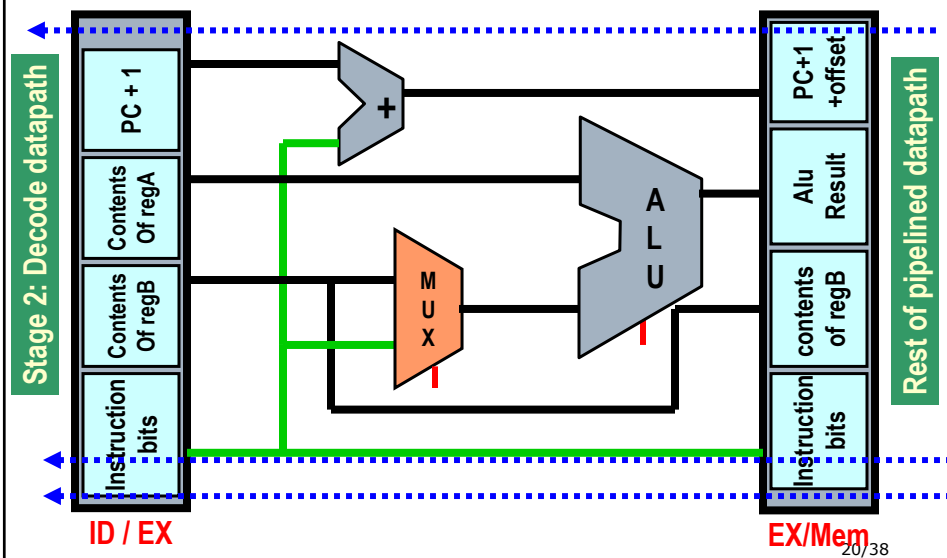 Stage 2: Decode datapath
PC + 1
Contents
Of regA
Contents
Of regB
Instruction
bits
ID / EX
+
M
U
X
A
L
U
PC+1
+offset
Alu
Result
contents
of regB
Instruction
bits
EX/Mem
Rest of pipelined datapath
20/38